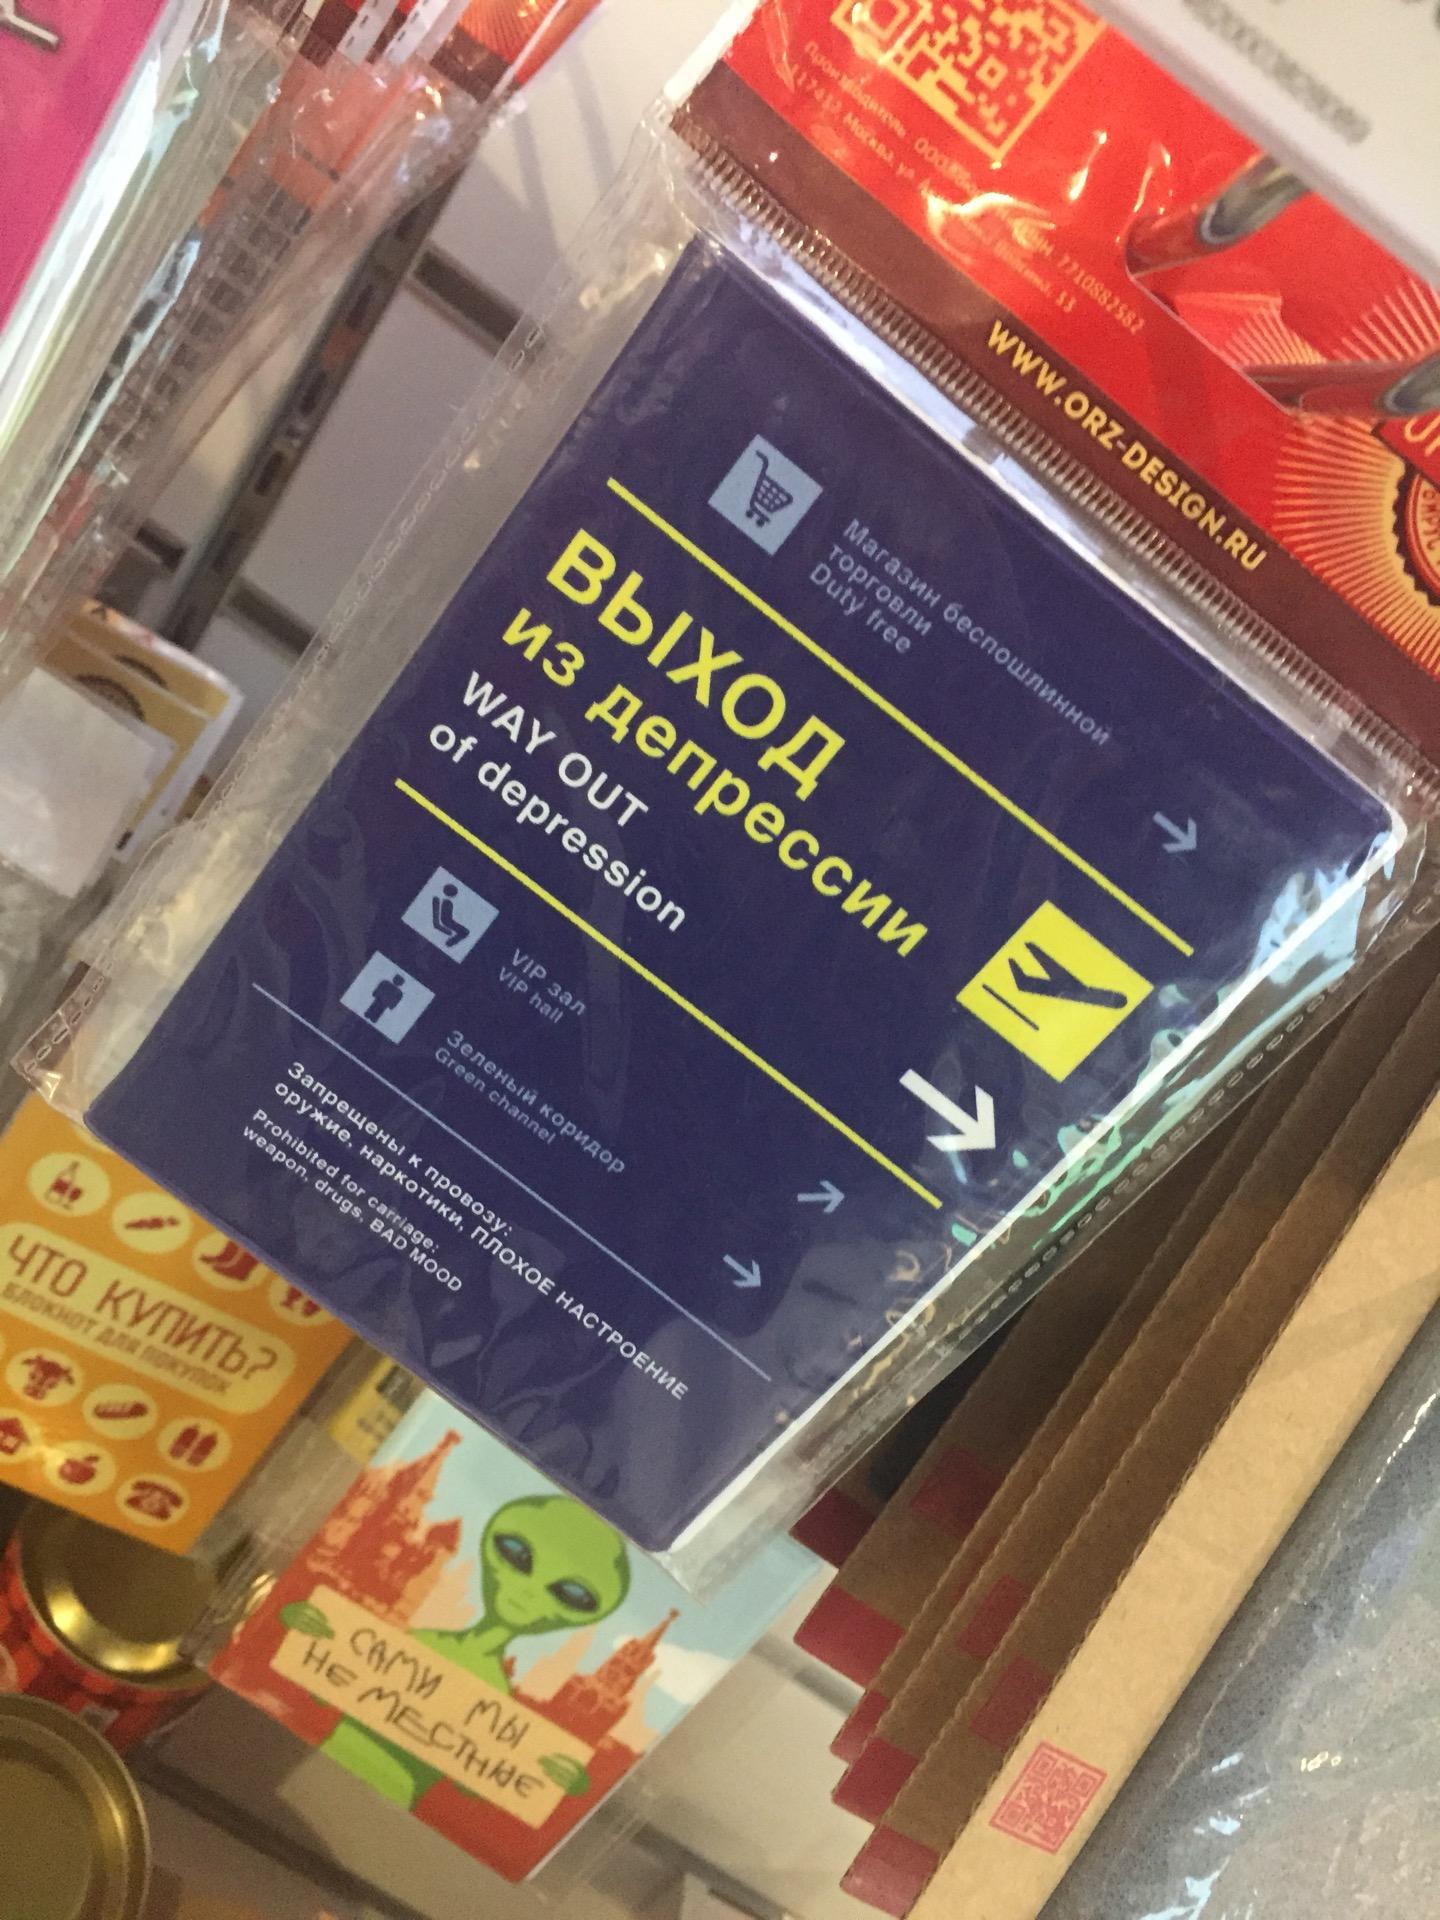 WWW.ORZ-DESIGN.RU
Магазин беспошлинной
торговли
Duty free
ВЫХОД
из депрессии
WAY OUT
of depression
VIP зал
VIP hall
Зеленый коридор
Green channel
Запрещены к провозу:
оружие, наркотики, ПЛОХОЕ НАСТРОЕНИЕ
Prohibited for carriage:
weapon, drugs, BAD MOOD
ЧТО КУПИТЬ?
БЛОКНОТ ДЛЯ ПОКУПОК
САМИ МЫ
НЕ МЕСТНЫЕ